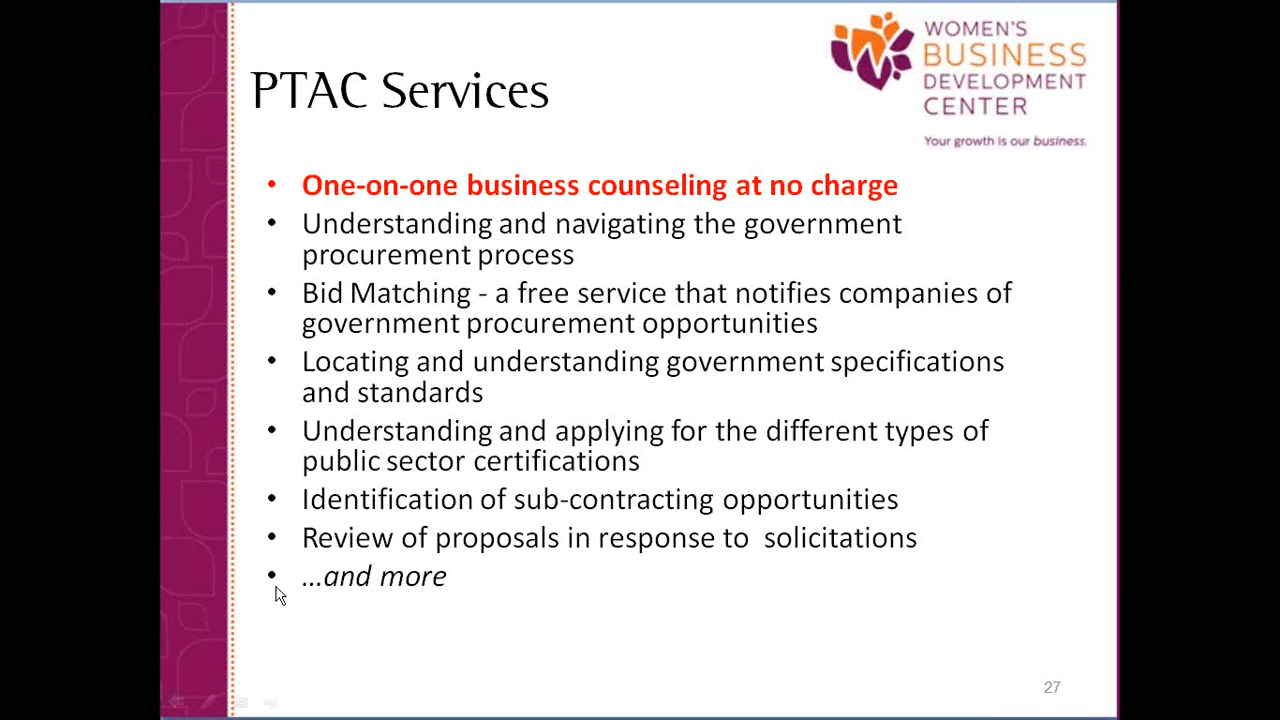 WOMEN'S
BUSINESS
DEVELOPMENT
CENTER
Your growth is our business.
PTAC Services
• One-on-one business counseling at no charge
• Understanding and navigating the government
procurement process
• Bid Matching - a free service that notifies companies of
government procurement opportunities
• Locating and understanding government specifications
and standards
• Understanding and applying for the different types of
public sector certifications
• Identification of sub-contracting opportunities
• Review of proposals in response to  solicitations
• ...and more
27